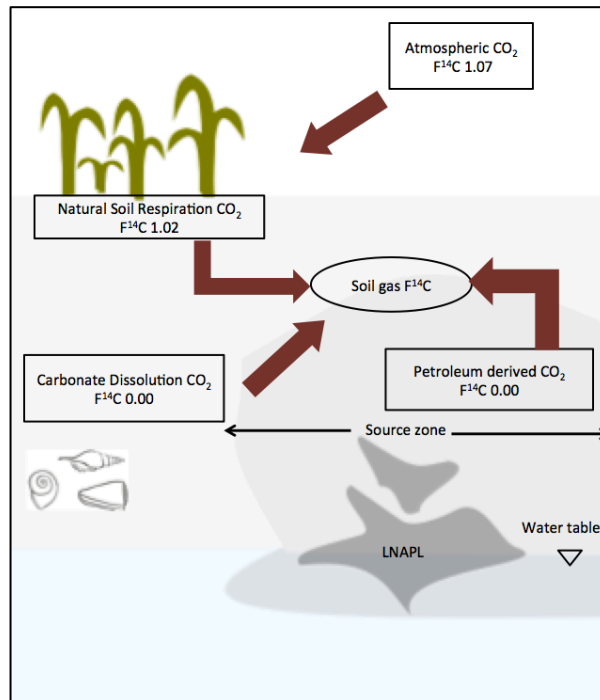 Atmospheric CO₂
F¹⁴C 1.07
Natural Soil Respiration CO₂
F¹⁴C 1.02
Soil gas F¹⁴C
Carbonate Dissolution CO₂
F¹⁴C 0.00
Petroleum derived CO₂
F¹⁴C 0.00
Source zone
Water table
LNAPL